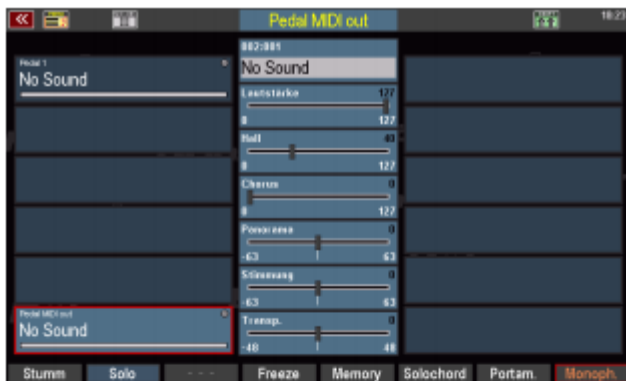 Pedal MIDI out
18:23
002:001
No Sound
Pedal 1
No Sound
Lautstärke 127
0 127
Hall 40
0 127
Chorus 0
0 127
Panorama 0
-63 63
Stimmung 0
-63 63
Pedal MIDI out
No Sound
Transp. 0
-48 48
Stumm Solo - - - Freeze Memory Solochord Portam. Monoph.